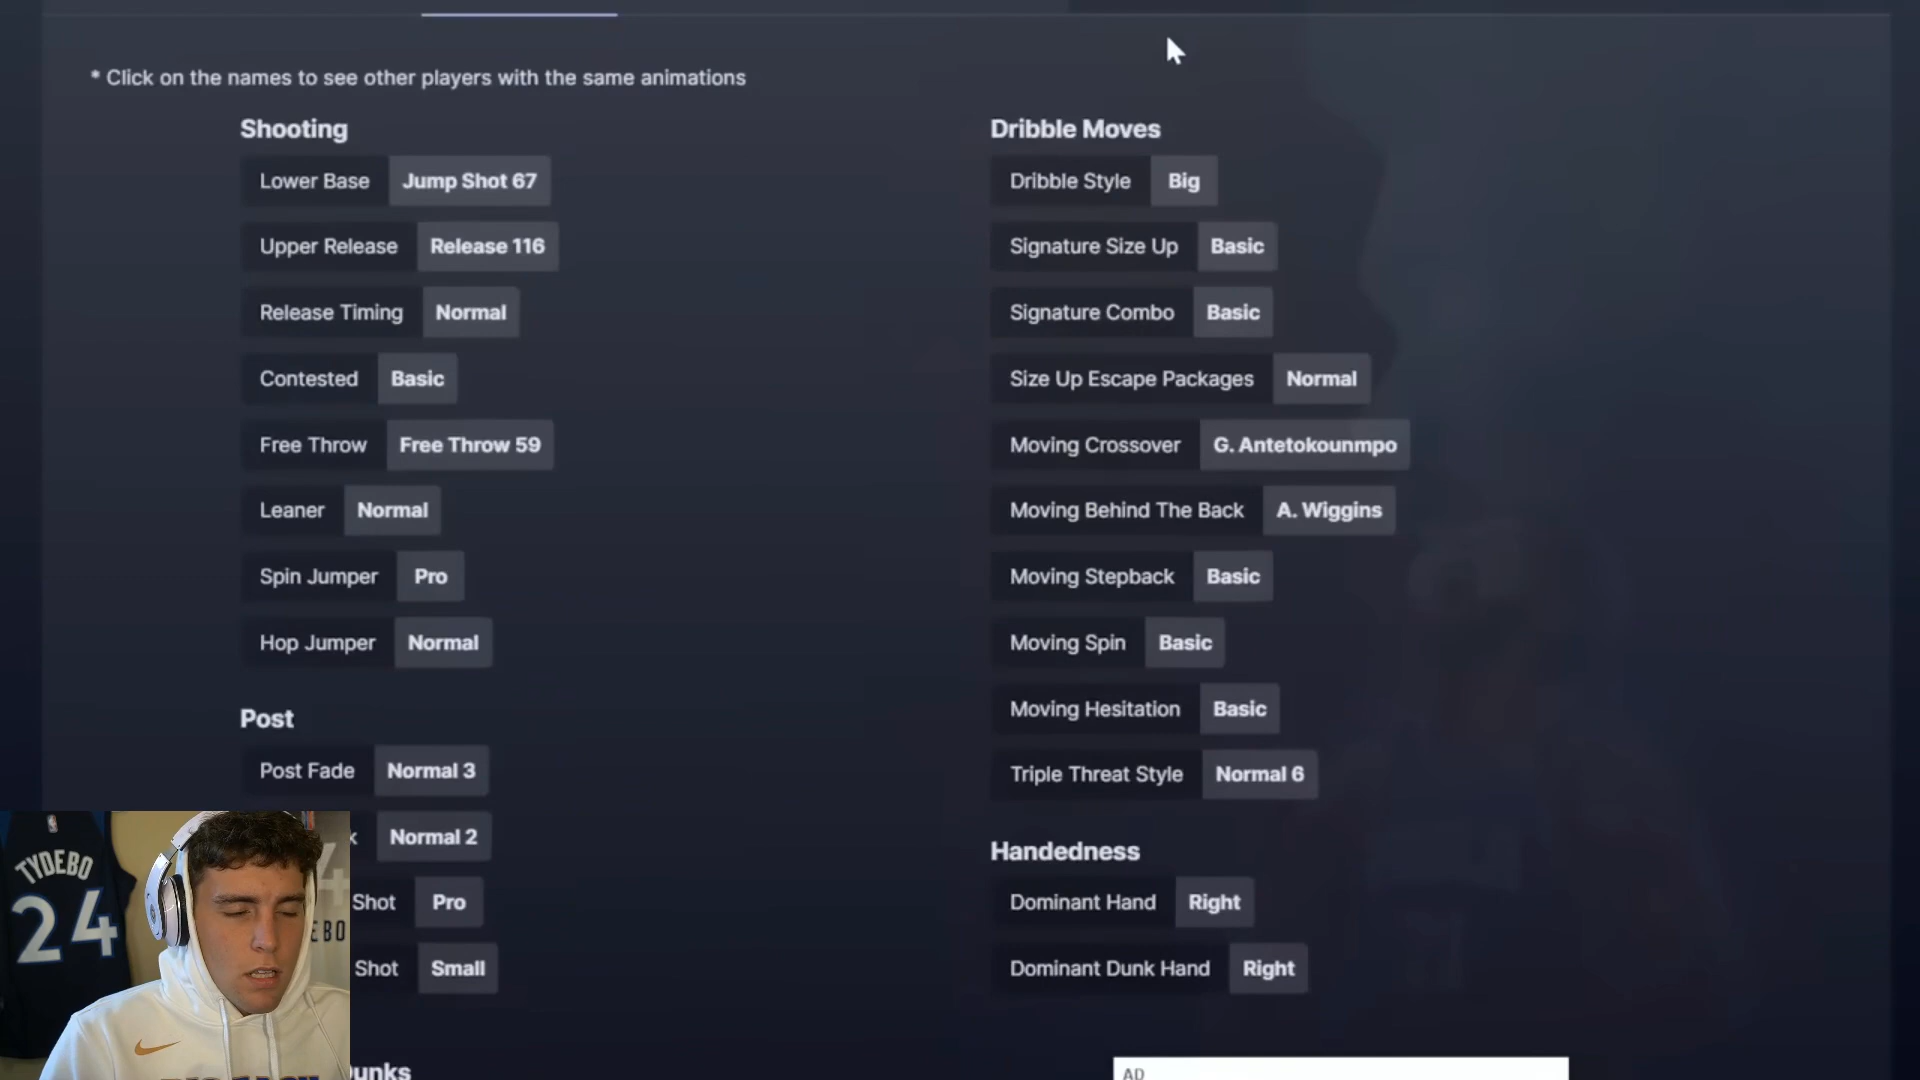 * Click on the names to see other players with the same animations
Shooting
Lower Base Jump Shot 67
Upper Release Release 116
Release Timing Normal
Contested Basic
Free Throw Free Throw 59
Leaner Normal
Spin Jumper Pro
Hop Jumper Normal
Post
Post Fade Normal 3
Normal 2
Shot Pro
Shot Small
Dribble Moves
Dribble Style Big
Signature Size Up Basic
Signature Combo Basic
Size Up Escape Packages Normal
Moving Crossover G. Antetokounmpo
Moving Behind The Back A. Wiggins
Moving Stepback Basic
Moving Spin Basic
Moving Hesitation Basic
Triple Threat Style Normal 6
Handedness
Dominant Hand Right
Dominant Dunk Hand Right
AD
TYDEBO
24